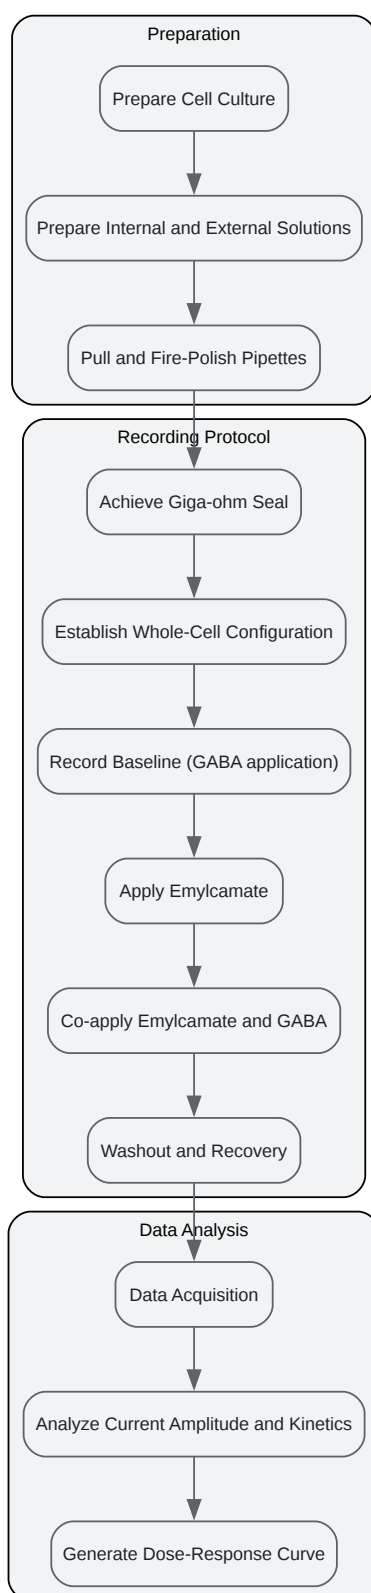 Preparation
Prepare Cell Culture
Prepare Internal and External Solutions
Pull and Fire-Polish Pipettes
Recording Protocol
Achieve Giga-ohm Seal
Establish Whole-Cell Configuration
Record Baseline (GABA application)
Apply Emylcamate
Co-apply Emylcamate and GABA
Washout and Recovery
Data Analysis
Data Acquisition
Analyze Current Amplitude and Kinetics
Generate Dose-Response Curve